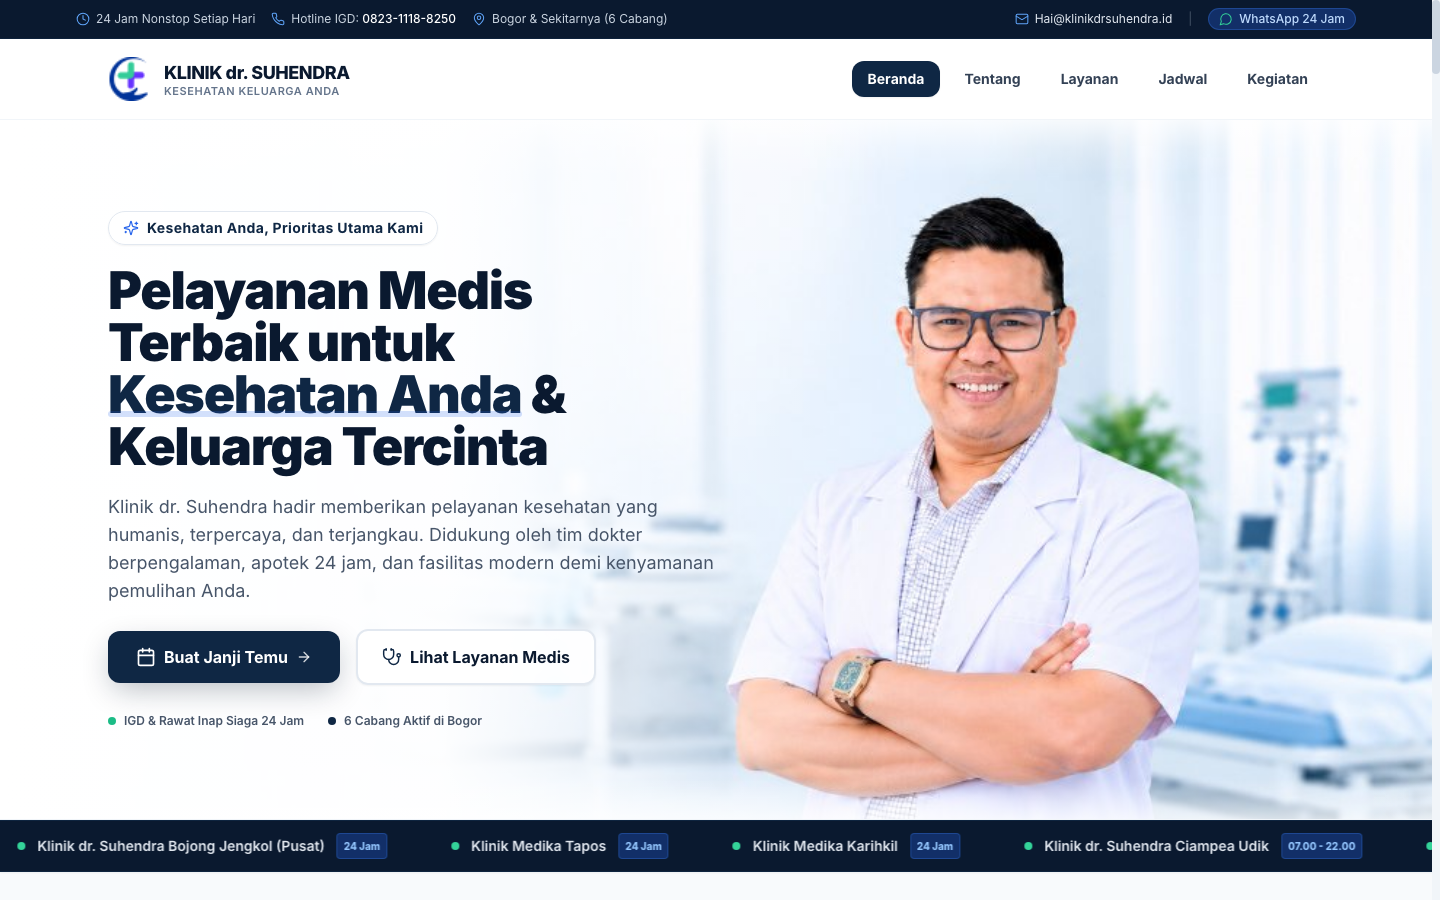 24 Jam Nonstop Setiap Hari
Hotline IGD: 0823-1118-8250
Bogor & Sekitarnya (6 Cabang)
Hai@klinikdrsuhendra.id
WhatsApp 24 Jam
KLINIK dr. SUHENDRA
KESEHATAN KELUARGA ANDA
Beranda
Tentang
Layanan
Jadwal
Kegiatan
Kesehatan Anda, Prioritas Utama Kami
Pelayanan Medis
Terbaik untuk
Kesehatan Anda &
Keluarga Tercinta
Klinik dr. Suhendra hadir memberikan pelayanan kesehatan yang
humanis, terpercaya, dan terjangkau. Didukung oleh tim dokter
berpengalaman, apotek 24 jam, dan fasilitas modern demi kenyamanan
pemulihan Anda.
Buat Janji Temu
Lihat Layanan Medis
IGD & Rawat Inap Siaga 24 Jam
6 Cabang Aktif di Bogor
Klinik dr. Suhendra Bojong Jengkol (Pusat)
24 Jam
Klinik Medika Tapos
24 Jam
Klinik Medika Karihkil
24 Jam
Klinik dr. Suhendra Ciampea Udik
07.00 - 22.00